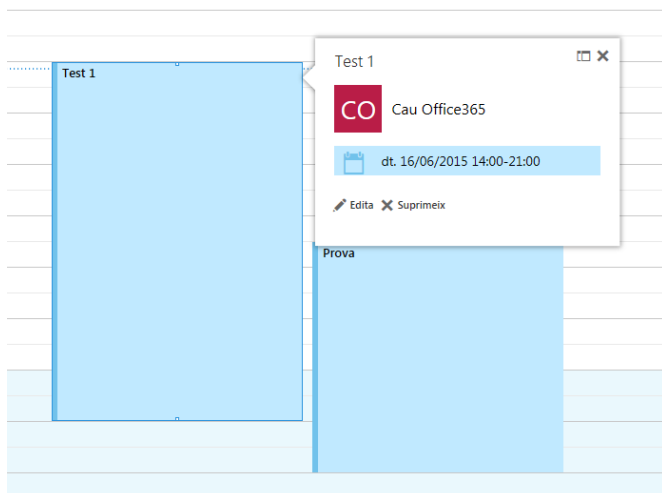 Test 1
Test 1
CO
Cau Office365
dt. 16/06/2015 14:00-21:00
Edita Suprimeix
Prova